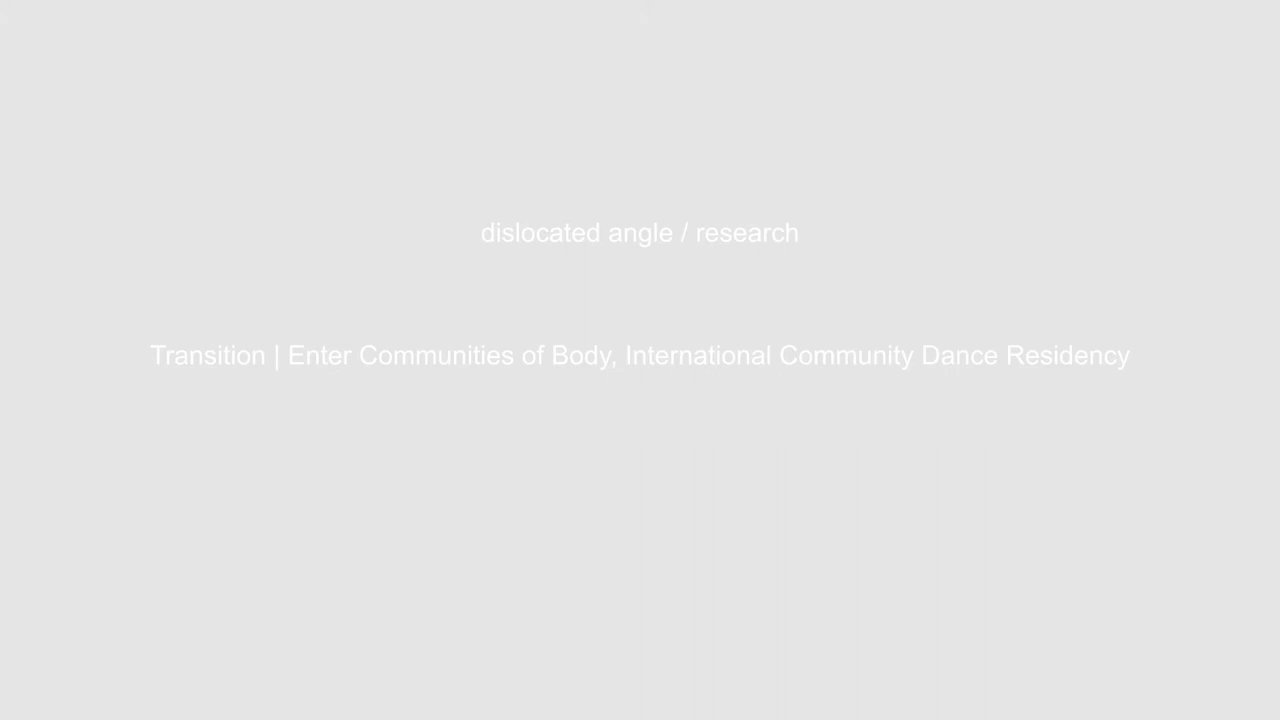 dislocated angle / research
Transition | Enter Communities of Body, International Community Dance Residency